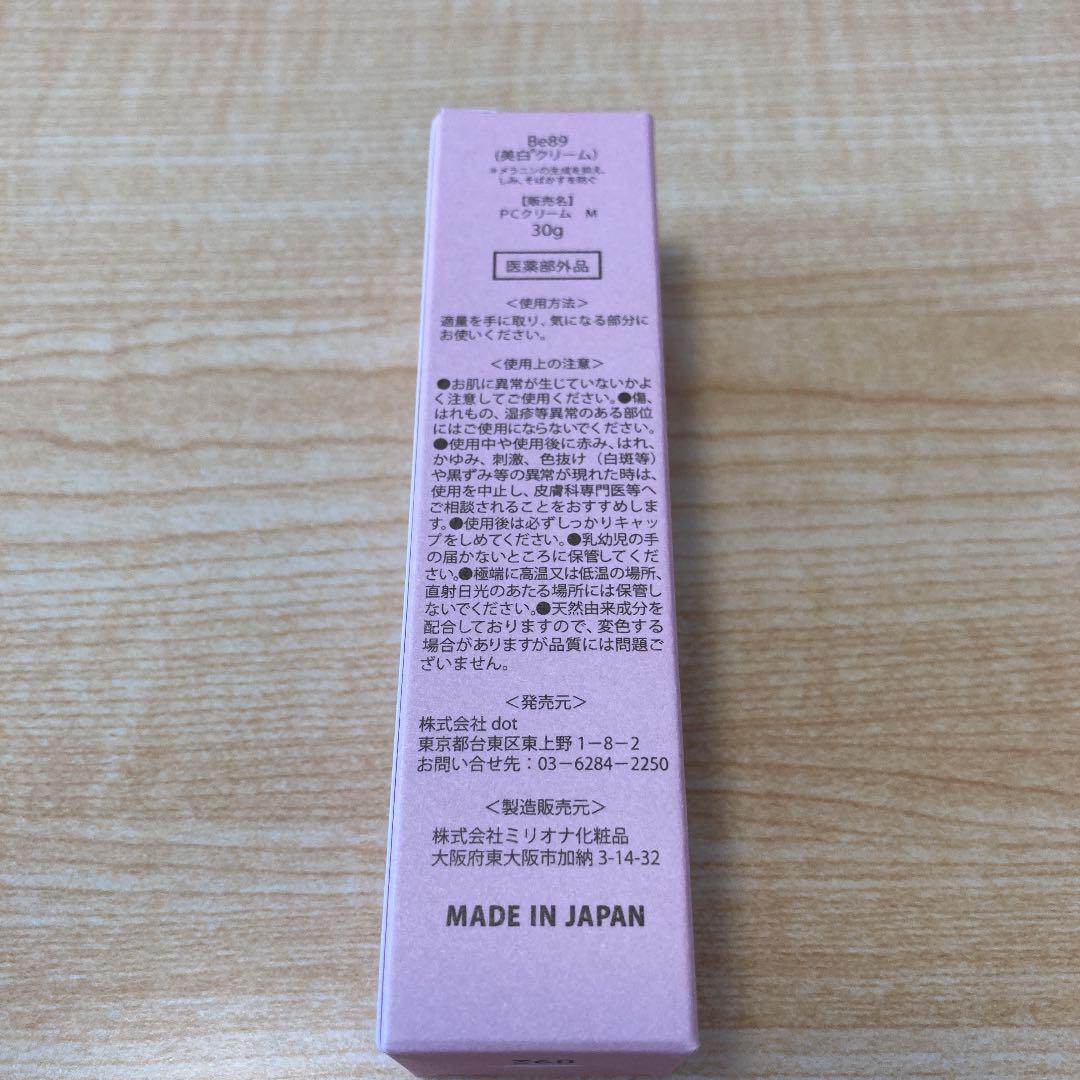 Be89
(美白*クリーム)
＊メラニンの生成を抑え、
しみ、そばかすを防ぐ
【販売名】
PCクリーム　M
30g
医薬部外品
＜使用方法＞
適量を手に取り、気になる部分に
お使いください。
＜使用上の注意＞
●お肌に異常が生じていないかよ
く注意してご使用ください。●傷、
はれもの、湿疹等異常のある部位
にはご使用にならないでください。
●使用中や使用後に赤み、はれ、
かゆみ、刺激、色抜け（白斑等）
や黒ずみ等の異常が現れた時は、
使用を中止し、皮膚科専門医等へ
ご相談されることをおすすめしま
す。●使用後は必ずしっかりキャッ
プをしめてください。●乳幼児の手
の届かないところに保管してくだ
さい。●極端に高温又は低温の場所、
直射日光のあたる場所には保管し
ないでください。●天然由来成分を
配合しておりますので、変色する
場合がありますが品質には問題ご
ざいません。
＜発売元＞
株式会社 dot
東京都台東区東上野 1－8－2
お問い合せ先：03－6284－2250
＜製造販売元＞
株式会社ミリオナ化粧品
大阪府東大阪市加納 3-14-32
MADE IN JAPAN